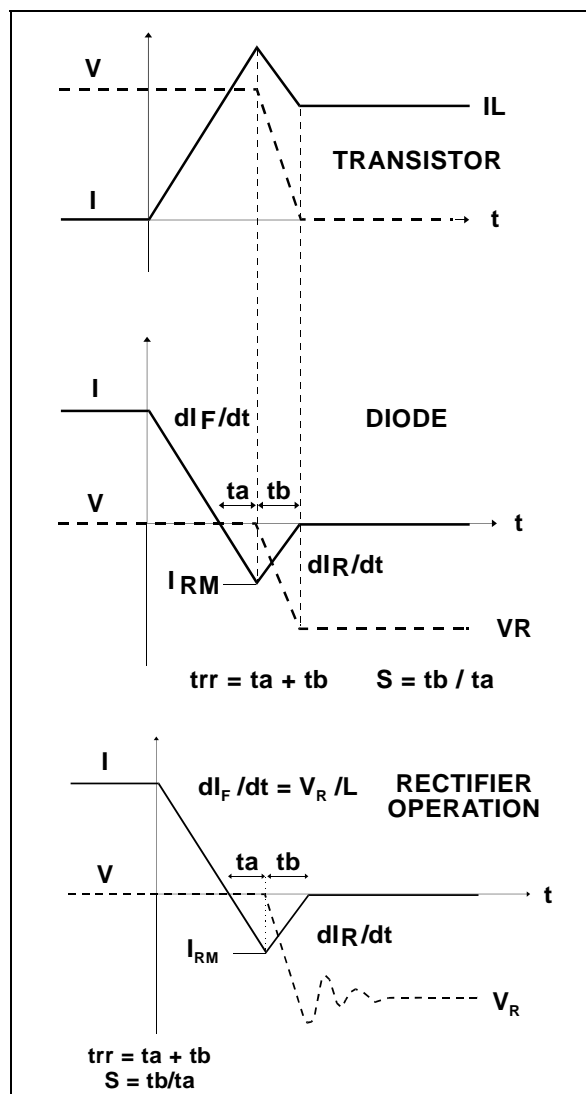 V
IL
TRANSISTOR
I
t
I
dIF/dt
DIODE
ta tb
V
t
IRM
dIR/dt
VR
trr = ta + tb S = tb / ta
I
dIF/dt = VR/L
RECTIFIER
OPERATION
ta tb
V
t
IRM
dIR/dt
VR
trr = ta + tb
S = tb/ta